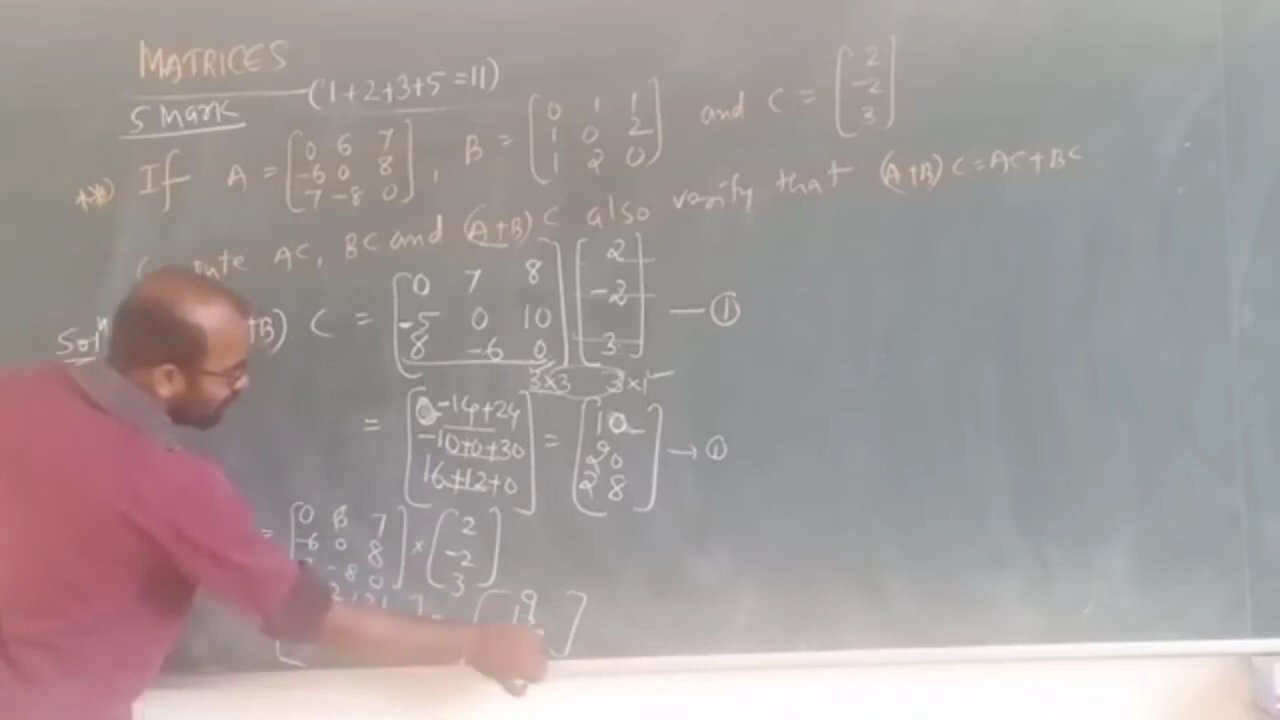 MATRICES
5 Mark (1+2+3+5=11)
If A = [0 6 7
-6 0 8
-7 -8 0], B = [0 1 1
1 0 2
1 2 0] and C = [2
-2
3]
AC, BC and (A+B) C also verify that (A+B) C = AC + BC
Sol B) C = [0 7 8
-5 0 10
8 -6 0] [2
-2
3] — ①
3×3 3×1
= [0-14+24
-10+0+30
16+12+0] = [10
20
28] → ①
= [0 6 7
-6 0 8
-8 0] × [2
-2
3]